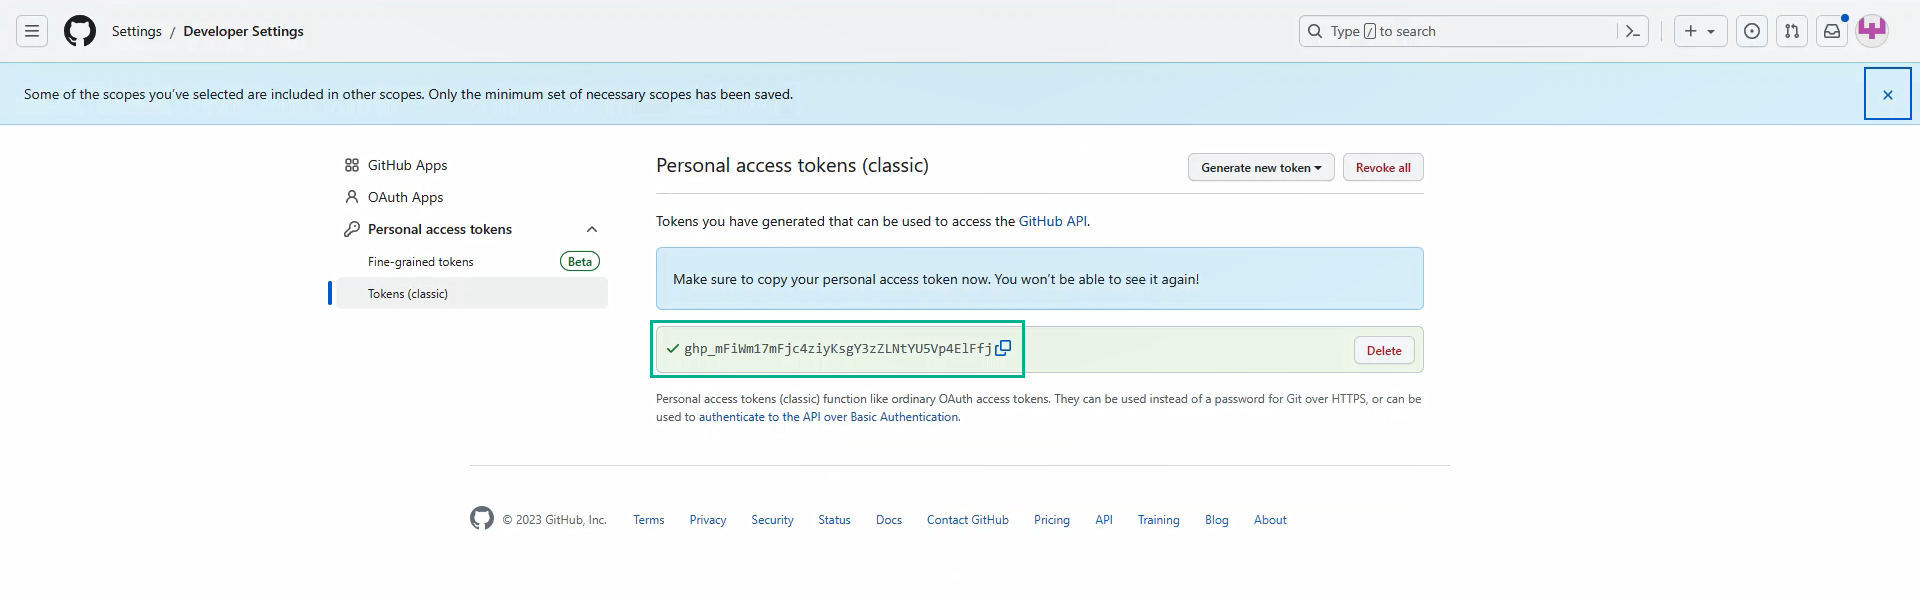 Settings / Developer Settings
Type / to search
Some of the scopes you've selected are included in other scopes. Only the minimum set of necessary scopes has been saved.
GitHub Apps
OAuth Apps
Personal access tokens
Fine-grained tokens Beta
Tokens (classic)
Personal access tokens (classic)
Generate new token
Revoke all
Tokens you have generated that can be used to access the GitHub API.
Make sure to copy your personal access token now. You won't be able to see it again!
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
Delete
Personal access tokens (classic) function like ordinary OAuth access tokens. They can be used instead of a password for Git over HTTPS, or can be
used to authenticate to the API over Basic Authentication.
© 2023 GitHub, Inc. Terms Privacy Security Status Docs Contact GitHub Pricing API Training Blog About